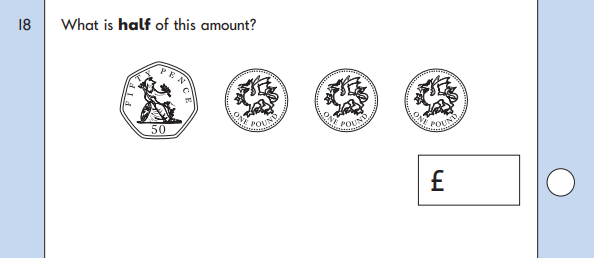 18 What is half of this amount?
FIFTY PENCE
50
ONE POUND
ONE POUND
ONE POUND
£